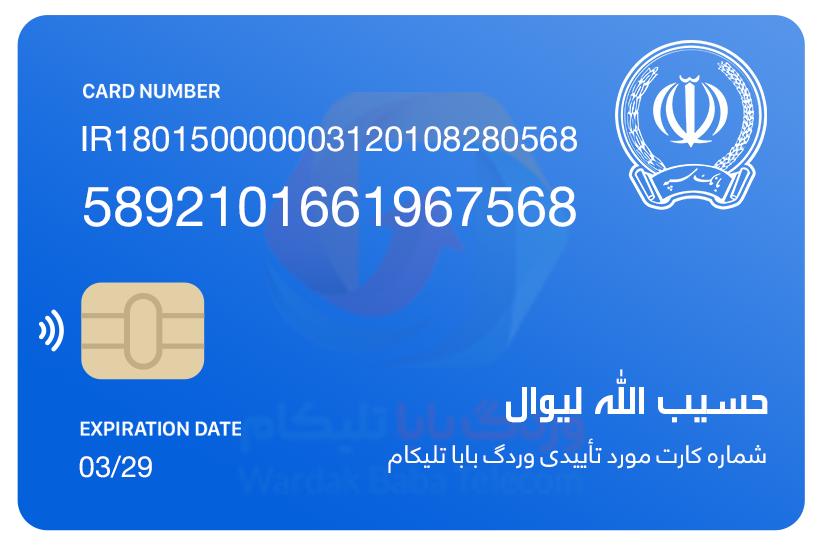 CARD NUMBER
IR180150000003120108280568
5892101661967568
بانک سپه
حسیب الله لیوال
EXPIRATION DATE
وردگ بابا تلیکام
شماره کارت مورد تأییدی وردگ بابا تلیکام
03/29
Wardak Baba Telecom